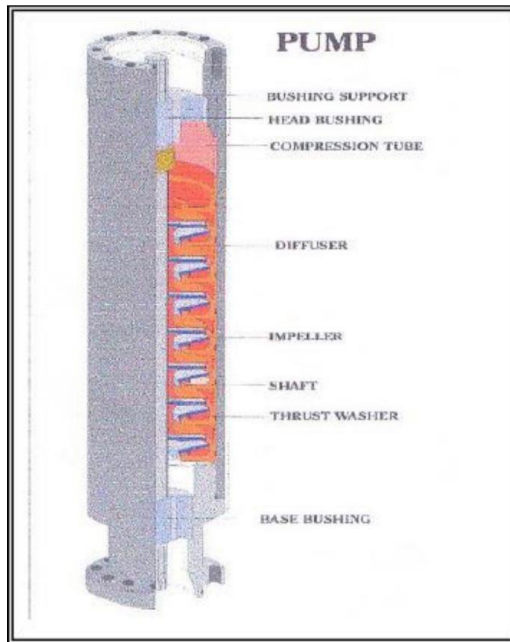 PUMP
BUSHING SUPPORT
HEAD BUSHING
COMPRESSION TUBE
DIFFUSER
IMPELLER
SHAFT
THRUST WASHER
BASE BUSHING